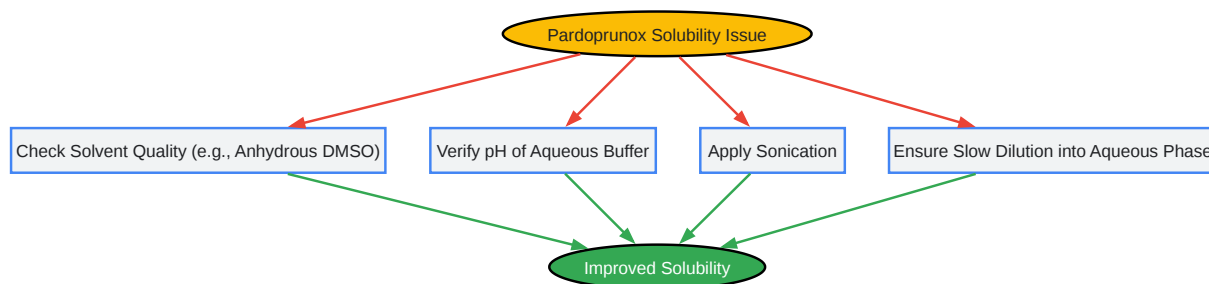 Pardoprunox Solubility Issue
Check Solvent Quality (e.g., Anhydrous DMSO)
Verify pH of Aqueous Buffer
Apply Sonication
Ensure Slow Dilution into Aqueous Phase
Improved Solubility